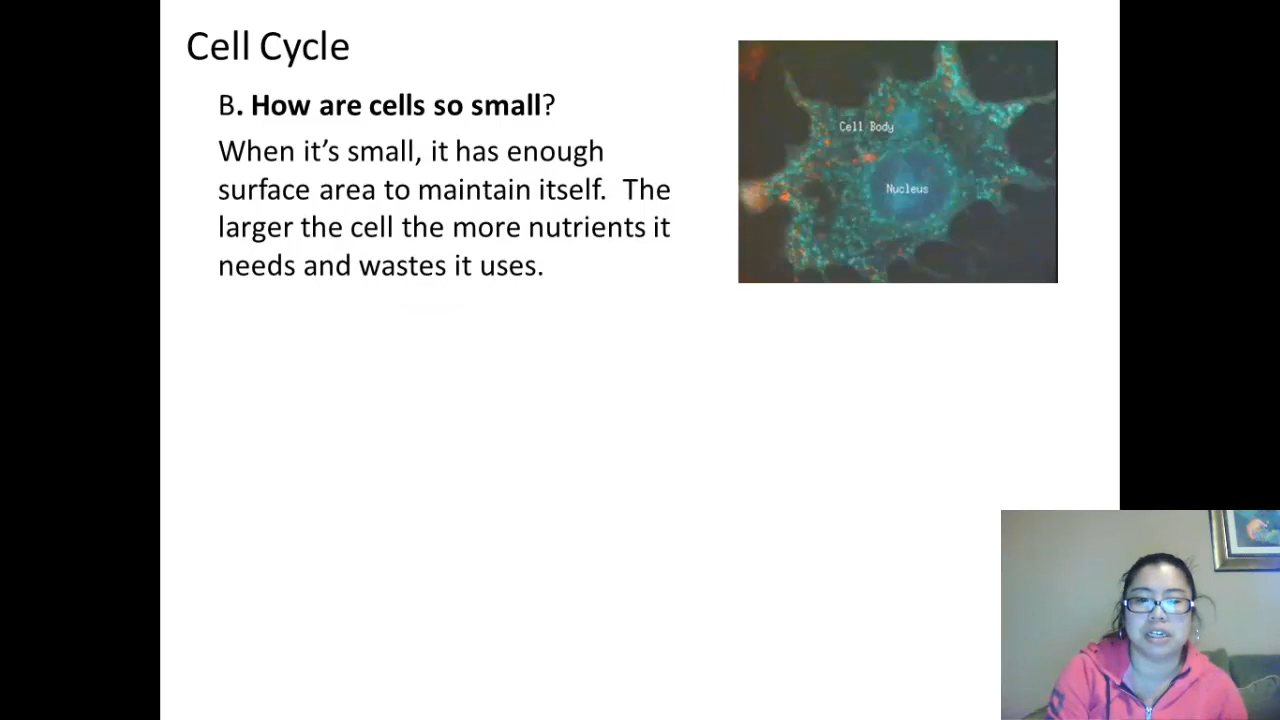 Cell Cycle
B. How are cells so small?
When it’s small, it has enough
surface area to maintain itself.  The
larger the cell the more nutrients it
needs and wastes it uses.
Cell Body
Nucleus